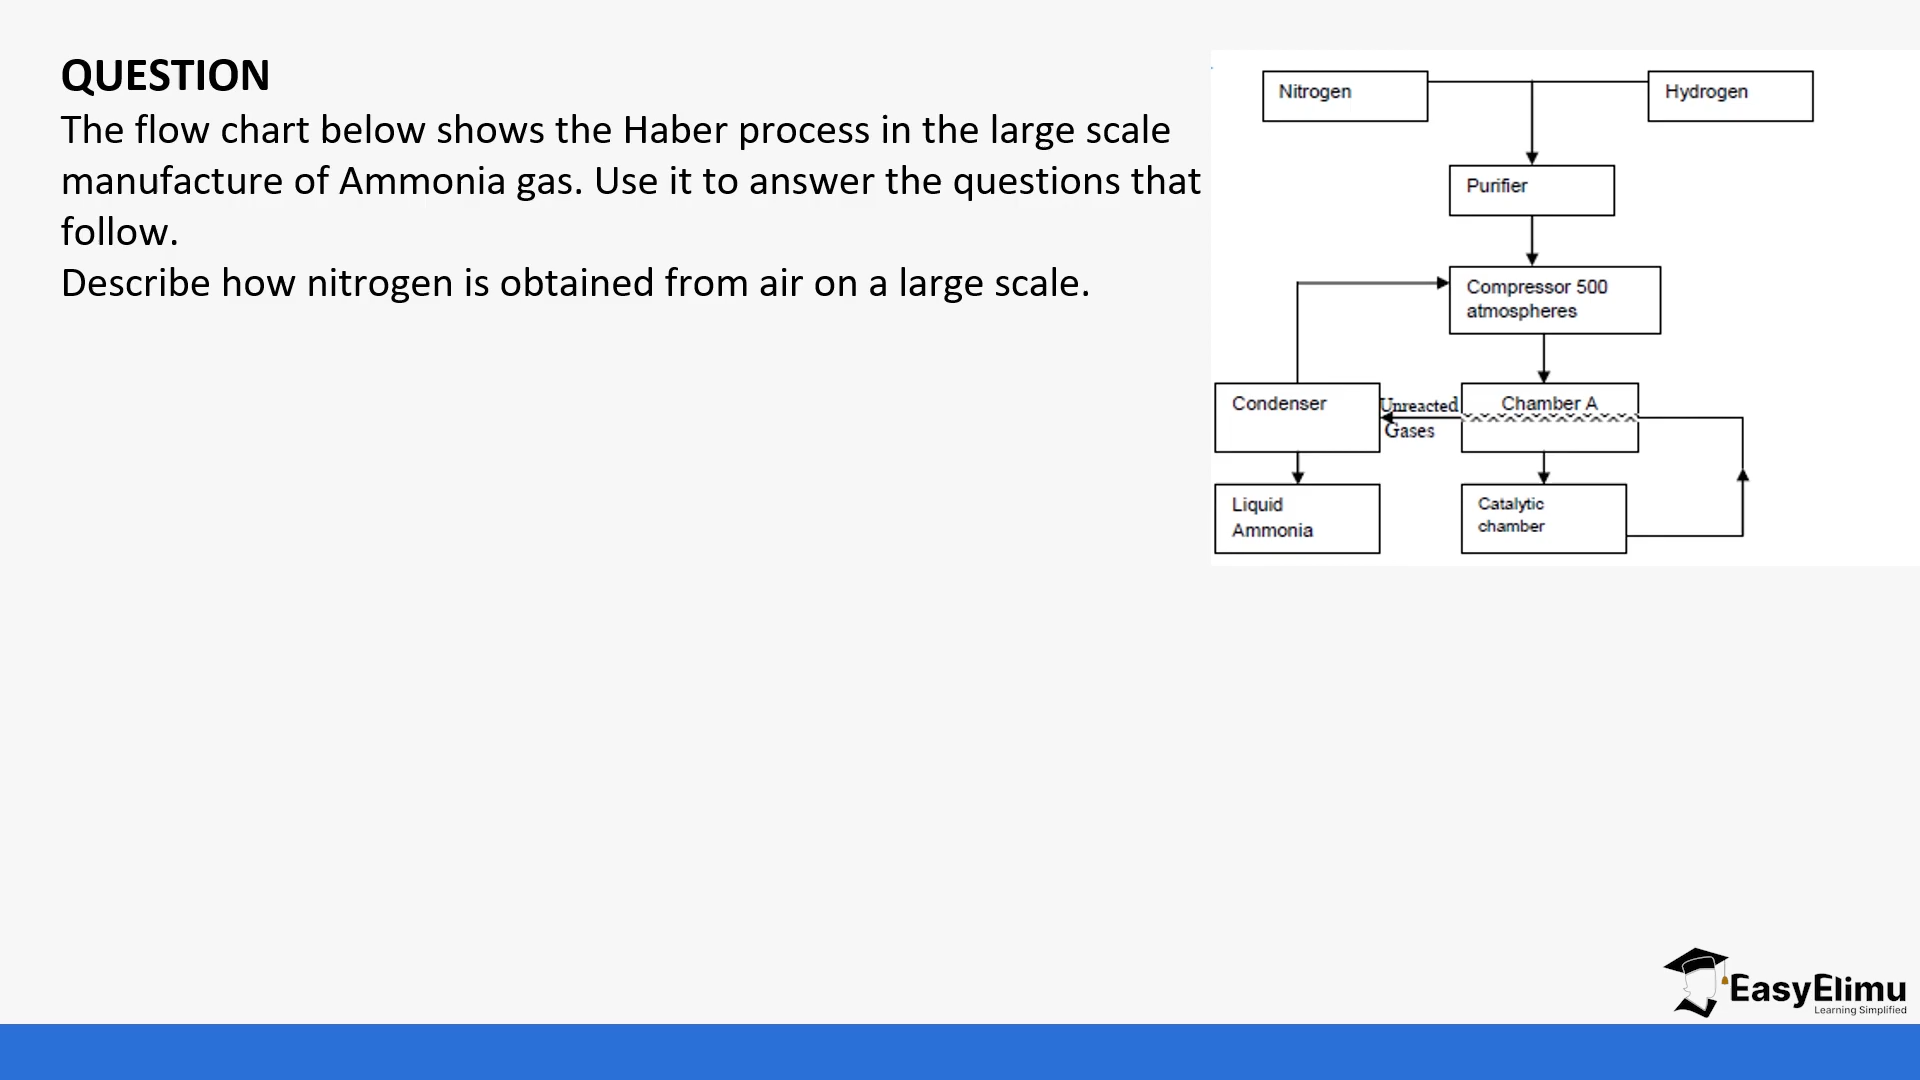 QUESTION
The flow chart below shows the Haber process in the large scale
manufacture of Ammonia gas. Use it to answer the questions that
follow.
Describe how nitrogen is obtained from air on a large scale.
Nitrogen
Hydrogen
Purifier
Compressor 500
atmospheres
Condenser
Unreacted
Gases
Chamber A
Liquid
Ammonia
Catalytic
chamber
EasyElimu
Learning Simplified